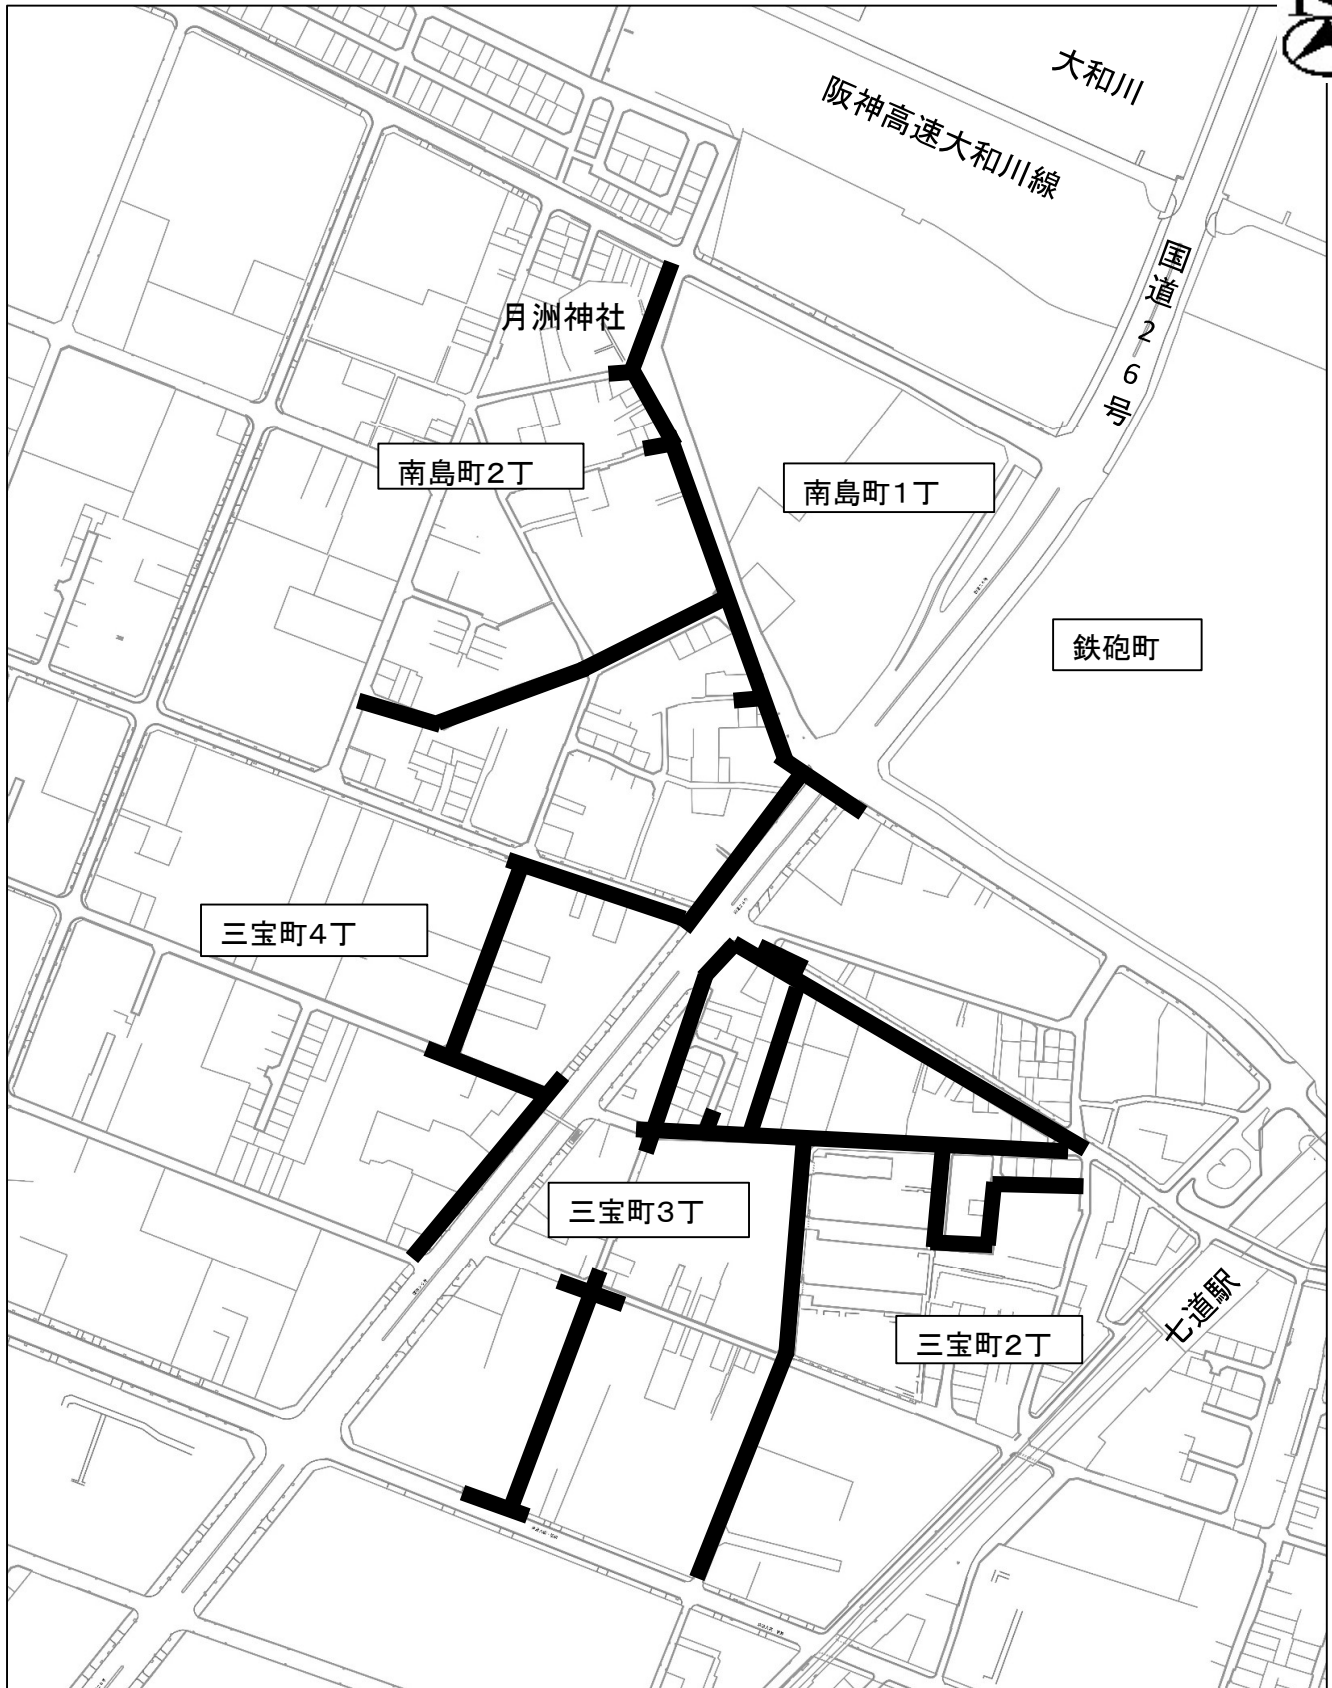 大和川
阪神高速大和川線
国道26号
月洲神社
南島町2丁
南島町1丁
鉄砲町
三宝町4丁
三宝町3丁
七道駅
三宝町2丁